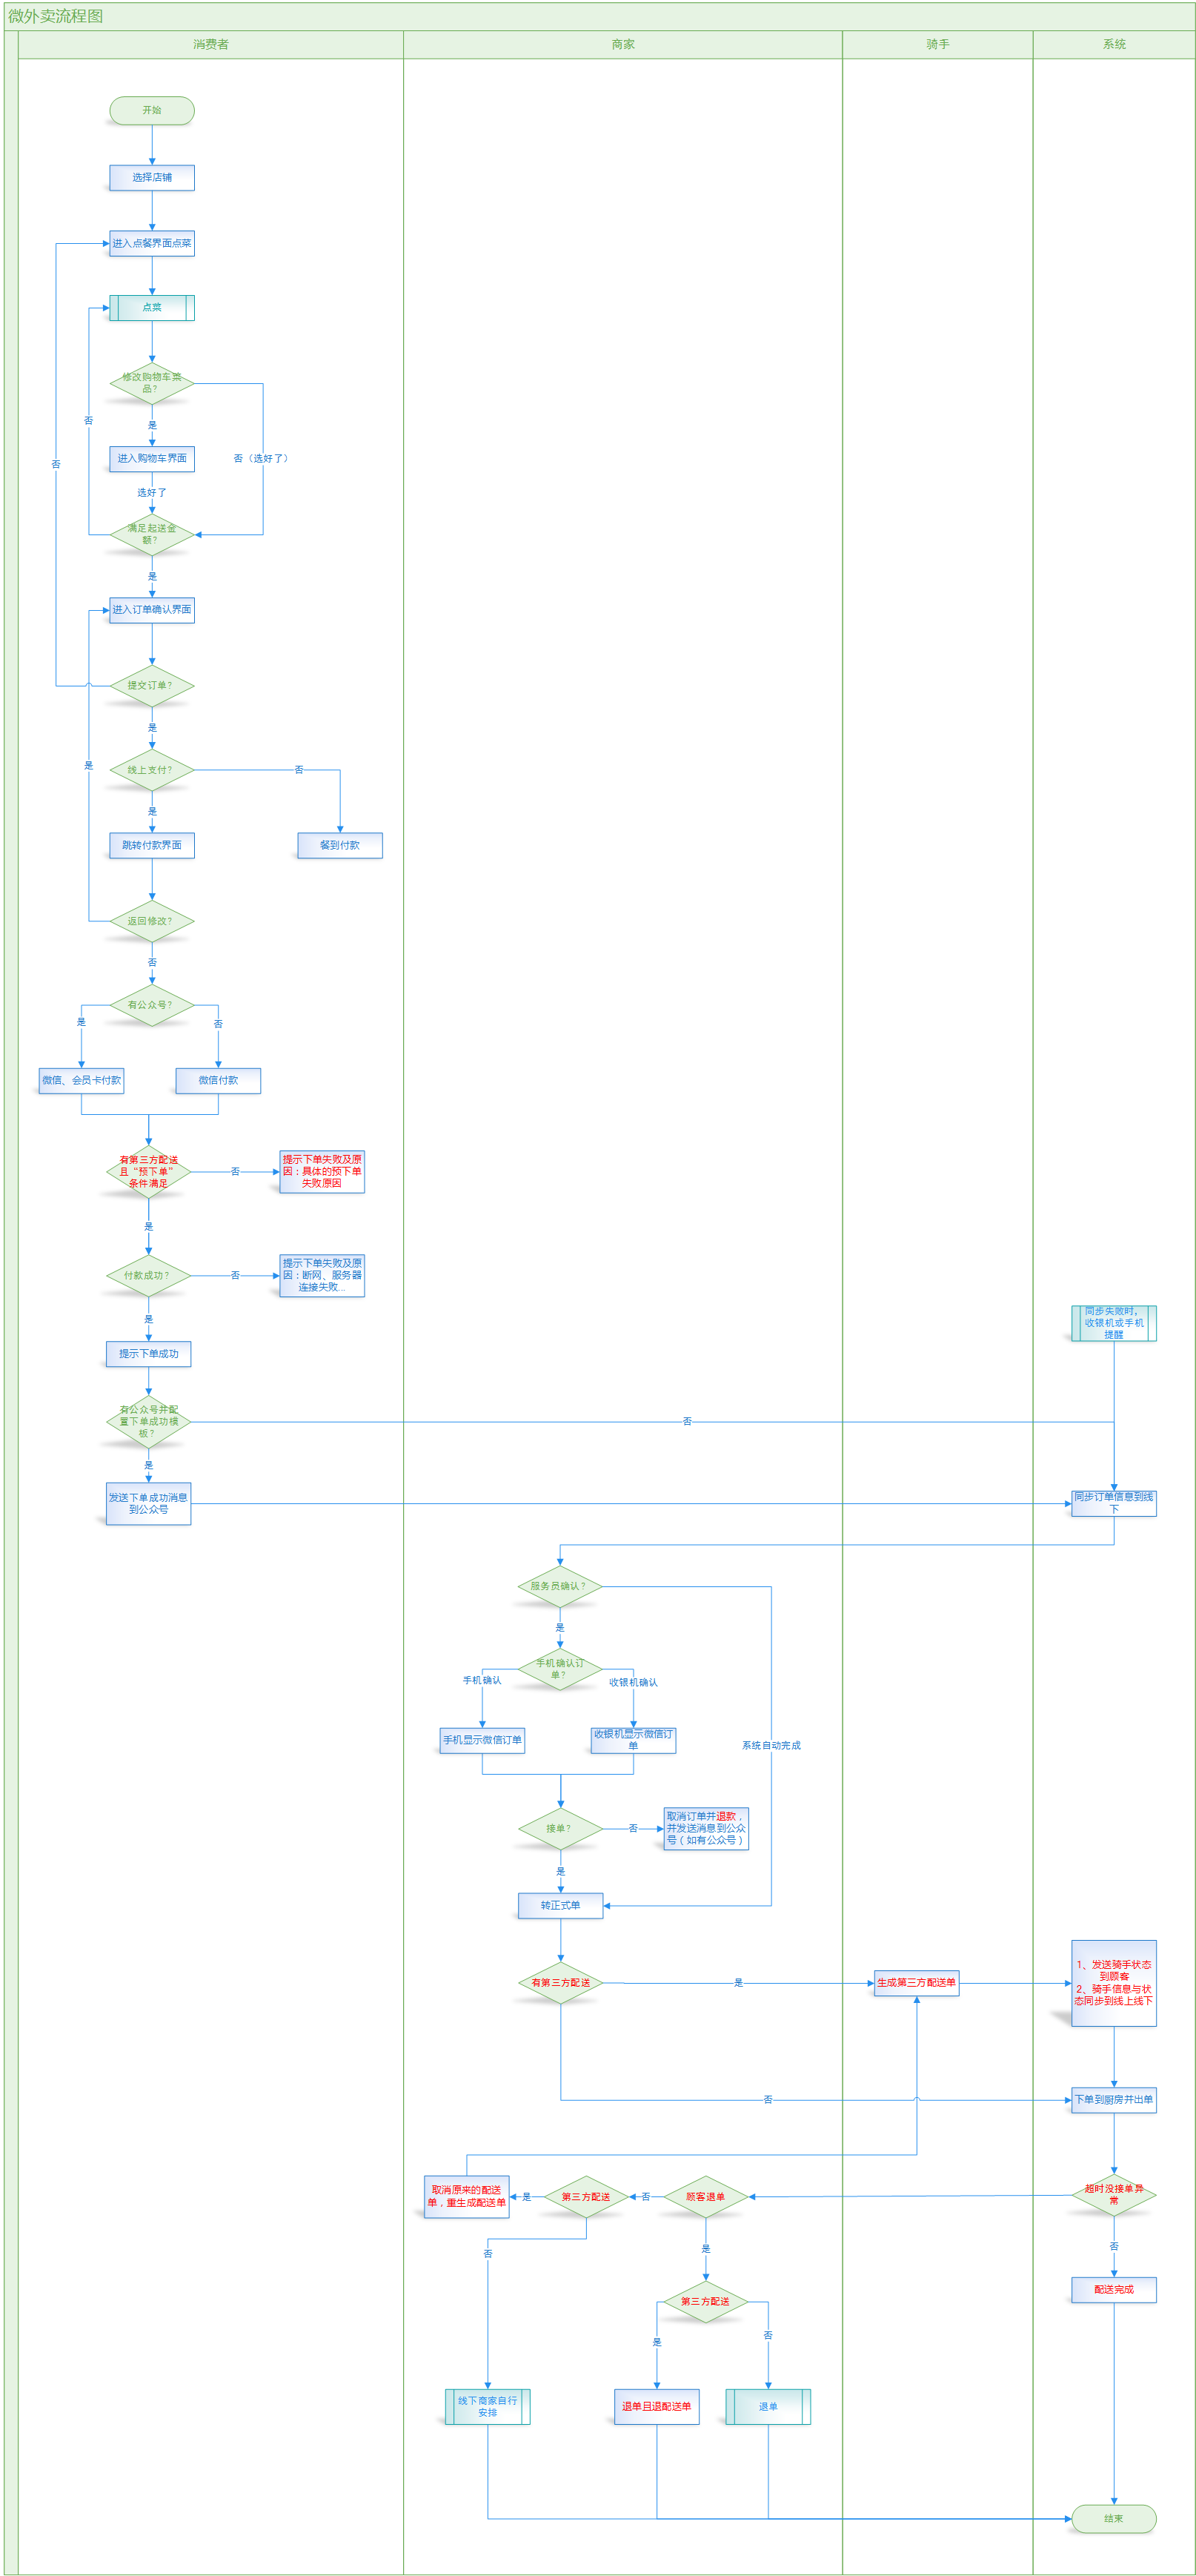 微外卖流程图
消费者
商家
骑手
系统
开始
选择店铺
进入点餐界面点菜
点菜
修改购物车菜
品？
否
是
否
进入购物车界面
否（选好了）
选好了
满足起送金
额？
是
进入订单确认界面
提交订单？
是
是
线上支付？
否
是
跳转付款界面
餐到付款
返回修改？
否
有公众号？
是
否
微信、会员卡付款
微信付款
有第三方配送
且“预下单”
条件满足
否
提示下单失败及原
因：具体的预下单
失败原因
是
付款成功？
否
提示下单失败及原
因：断网、服务器
连接失败...
是
同步失败时，
收银机或手机
提醒
提示下单成功
有公众号并配
置下单成功模
板？
否
是
发送下单成功消息
到公众号
同步订单信息到线
下
服务员确认？
是
手机确认订
单？
手机确认
收银机确认
手机显示微信订单
收银机显示微信订
单
系统自动完成
接单？
否
取消订单并退款，
并发送消息到公众
号（如有公众号）
是
转正式单
有第三方配送
是
生成第三方配送单
1、发送骑手状态
到顾客
2、骑手信息与状
态同步到线上线下
否
下单到厨房并出单
取消原来的配送
单，重生成配送单
是
第三方配送
否
顾客退单
超时没接单异
常
否
是
否
配送完成
第三方配送
是
否
线下商家自行
安排
退单且退配送单
退单
结束